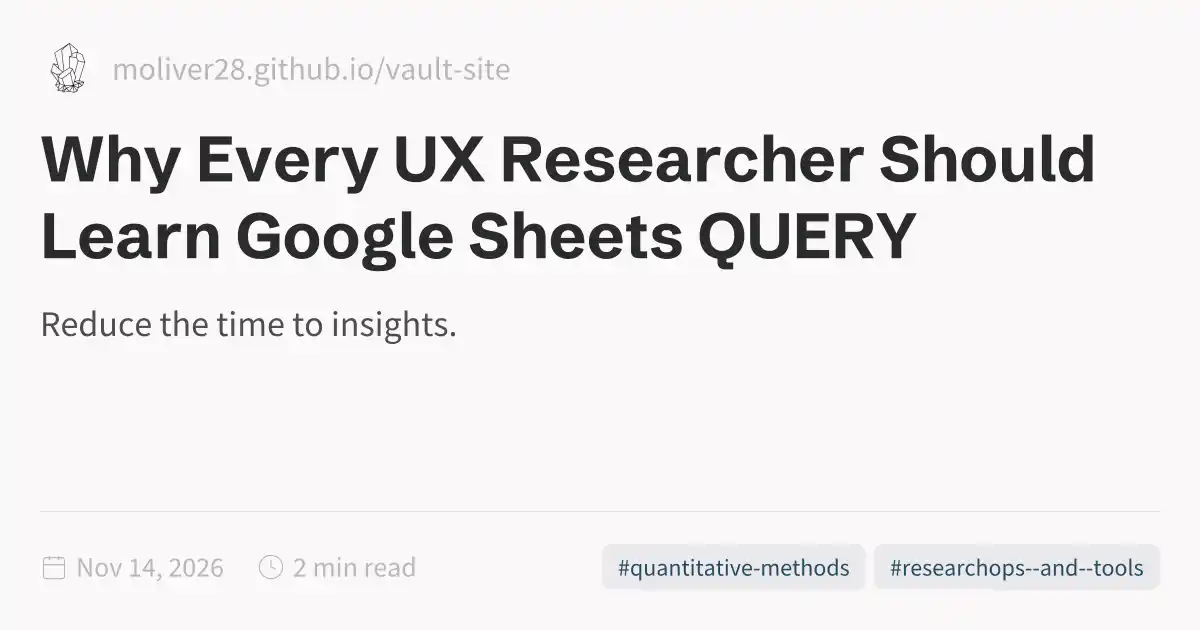 moliver28.github.io/vault-site
Why Every UX Researcher Should
Learn Google Sheets QUERY
Reduce the time to insights.
Nov 14, 2026
2 min read
#quantitative-methods
#researchops--and--tools